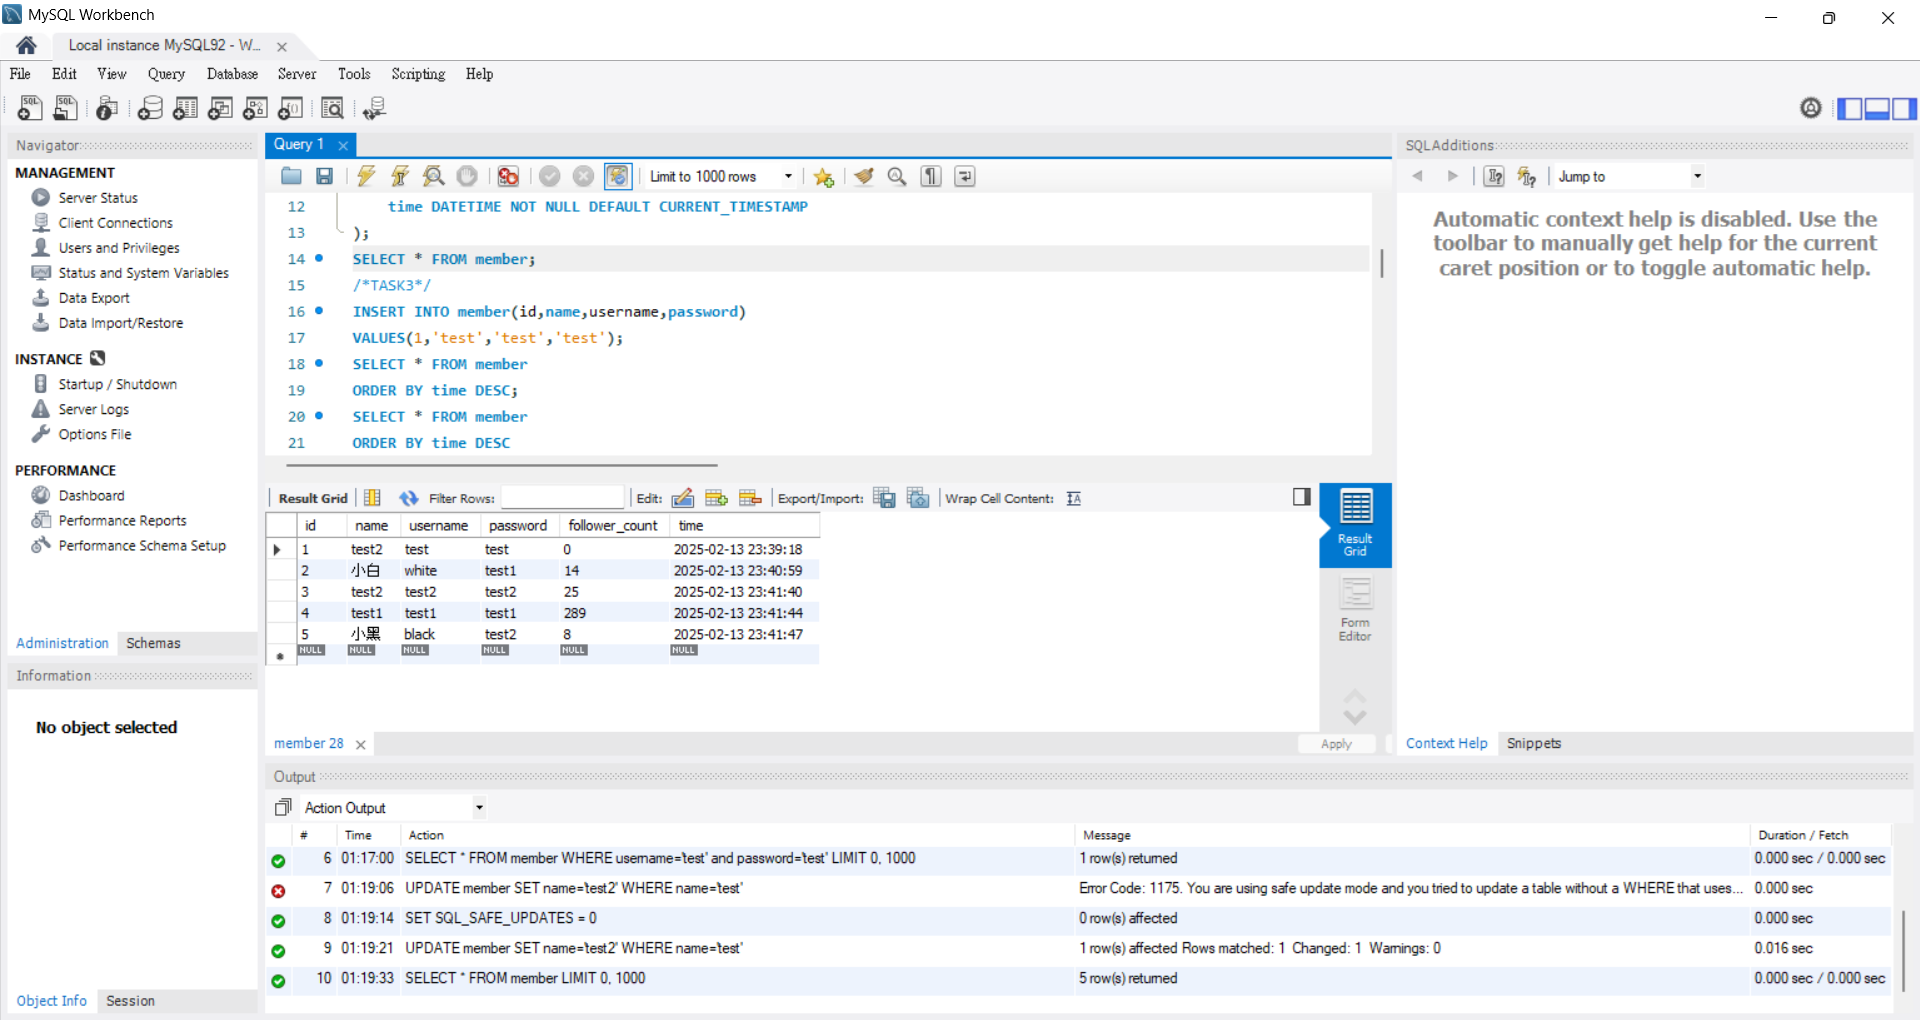 MySQL Workbench
Local instance MySQL92 - W...
File Edit View Query Database Server Tools Scripting Help
Navigator
MANAGEMENT
Server Status
Client Connections
Users and Privileges
Status and System Variables
Data Export
Data Import/Restore
INSTANCE
Startup / Shutdown
Server Logs
Options File
PERFORMANCE
Dashboard
Performance Reports
Performance Schema Setup
Administration Schemas
Information
No object selected
Object Info Session
Query 1
Limit to 1000 rows
12 time DATETIME NOT NULL DEFAULT CURRENT_TIMESTAMP
13 );
14 SELECT * FROM member;
15 /*TASK3*/
16 INSERT INTO member(id,name,username,password)
17 VALUES(1,'test','test','test');
18 SELECT * FROM member
19 ORDER BY time DESC;
20 SELECT * FROM member
21 ORDER BY time DESC
Result Grid Filter Rows: Edit: Export/Import: Wrap Cell Content:
id name username password follower_count time
1 test2 test test 0 2025-02-13 23:39:18
2 小白 white test1 14 2025-02-13 23:40:59
3 test2 test2 test2 25 2025-02-13 23:41:40
4 test1 test1 test1 289 2025-02-13 23:41:44
5 小黑 black test2 8 2025-02-13 23:41:47
NULL NULL NULL NULL NULL NULL
Result
Grid
Form
Editor
member 28
Apply
SQLAdditions
Jump to
Automatic context help is disabled. Use the
toolbar to manually get help for the current
caret position or to toggle automatic help.
Context Help Snippets
Output
Action Output
# Time Action Message Duration / Fetch
6 01:17:00 SELECT * FROM member WHERE username='test' and password='test' LIMIT 0, 1000 1 row(s) returned 0.000 sec / 0.000 sec
7 01:19:06 UPDATE member SET name='test2' WHERE name='test' Error Code: 1175. You are using safe update mode and you tried to update a table without a WHERE that uses... 0.000 sec
8 01:19:14 SET SQL_SAFE_UPDATES = 0 0 row(s) affected 0.000 sec
9 01:19:21 UPDATE member SET name='test2' WHERE name='test' 1 row(s) affected Rows matched: 1 Changed: 1 Warnings: 0 0.016 sec
10 01:19:33 SELECT * FROM member LIMIT 0, 1000 5 row(s) returned 0.000 sec / 0.000 sec